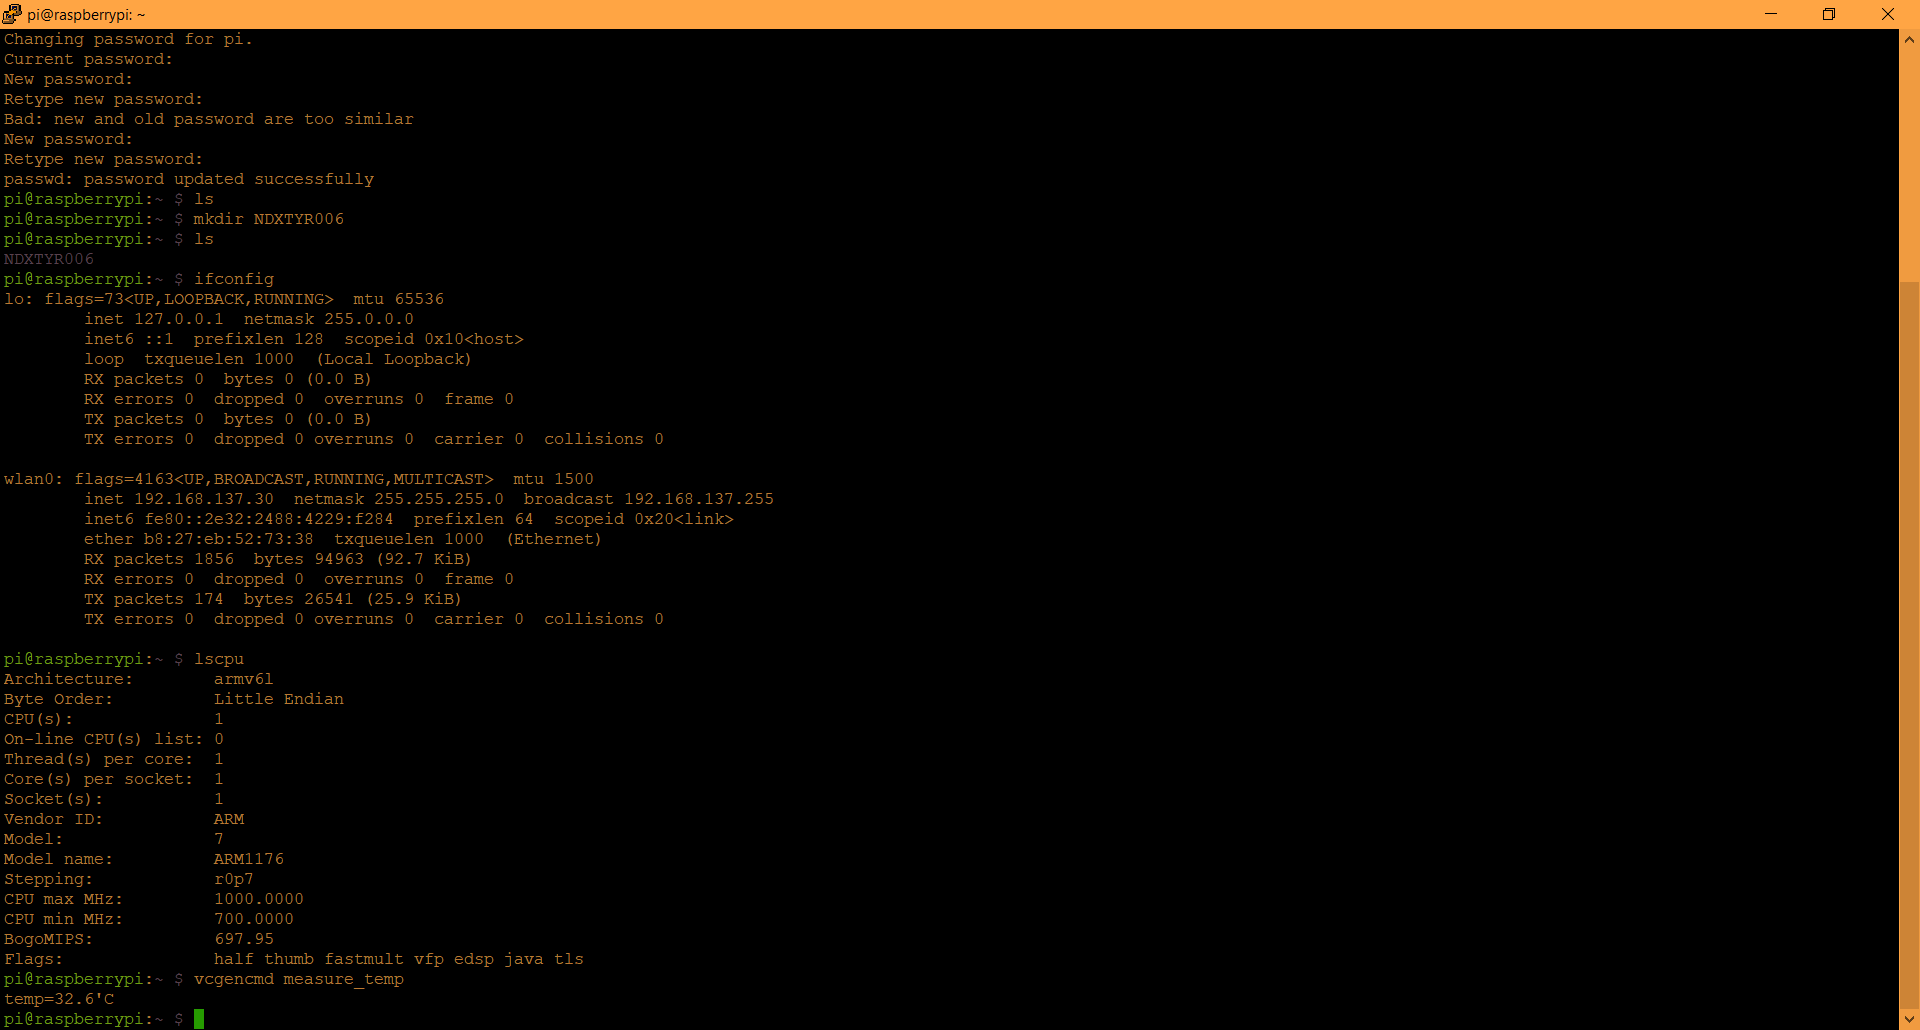 pi@raspberrypi: ~
Changing password for pi.
Current password:
New password:
Retype new password:
Bad: new and old password are too similar
New password:
Retype new password:
passwd: password updated successfully
pi@raspberrypi:~ $ ls
pi@raspberrypi:~ $ mkdir NDXTYR006
pi@raspberrypi:~ $ ls
NDXTYR006
pi@raspberrypi:~ $ ifconfig
lo: flags=73<UP,LOOPBACK,RUNNING>  mtu 65536
        inet 127.0.0.1  netmask 255.0.0.0
        inet6 ::1  prefixlen 128  scopeid 0x10<host>
        loop  txqueuelen 1000  (Local Loopback)
        RX packets 0  bytes 0 (0.0 B)
        RX errors 0  dropped 0  overruns 0  frame 0
        TX packets 0  bytes 0 (0.0 B)
        TX errors 0  dropped 0 overruns 0  carrier 0  collisions 0

wlan0: flags=4163<UP,BROADCAST,RUNNING,MULTICAST>  mtu 1500
        inet 192.168.137.30  netmask 255.255.255.0  broadcast 192.168.137.255
        inet6 fe80::2e32:2488:4229:f284  prefixlen 64  scopeid 0x20<link>
        ether b8:27:eb:52:73:38  txqueuelen 1000  (Ethernet)
        RX packets 1856  bytes 94963 (92.7 KiB)
        RX errors 0  dropped 0  overruns 0  frame 0
        TX packets 174  bytes 26541 (25.9 KiB)
        TX errors 0  dropped 0 overruns 0  carrier 0  collisions 0

pi@raspberrypi:~ $ lscpu
Architecture:        armv6l
Byte Order:          Little Endian
CPU(s):              1
On-line CPU(s) list: 0
Thread(s) per core:  1
Core(s) per socket:  1
Socket(s):           1
Vendor ID:           ARM
Model:               7
Model name:          ARM1176
Stepping:            r0p7
CPU max MHz:         1000.0000
CPU min MHz:         700.0000
BogoMIPS:            697.95
Flags:               half thumb fastmult vfp edsp java tls
pi@raspberrypi:~ $ vcgencmd measure_temp
temp=32.6'C
pi@raspberrypi:~ $